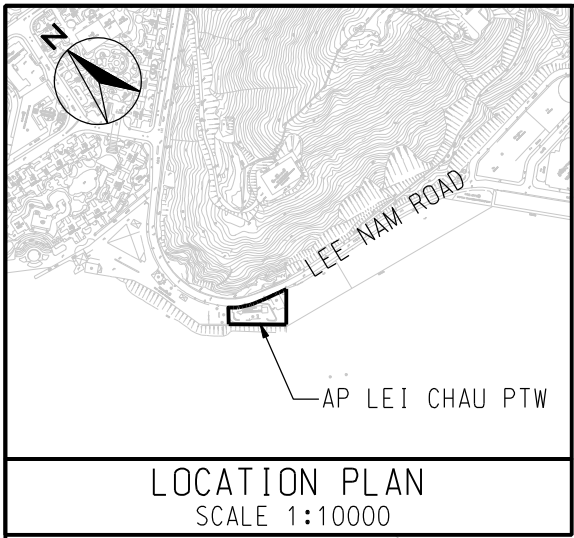 N
LEE NAM ROAD
AP LEI CHAU PTW
LOCATION PLAN
SCALE 1:10000